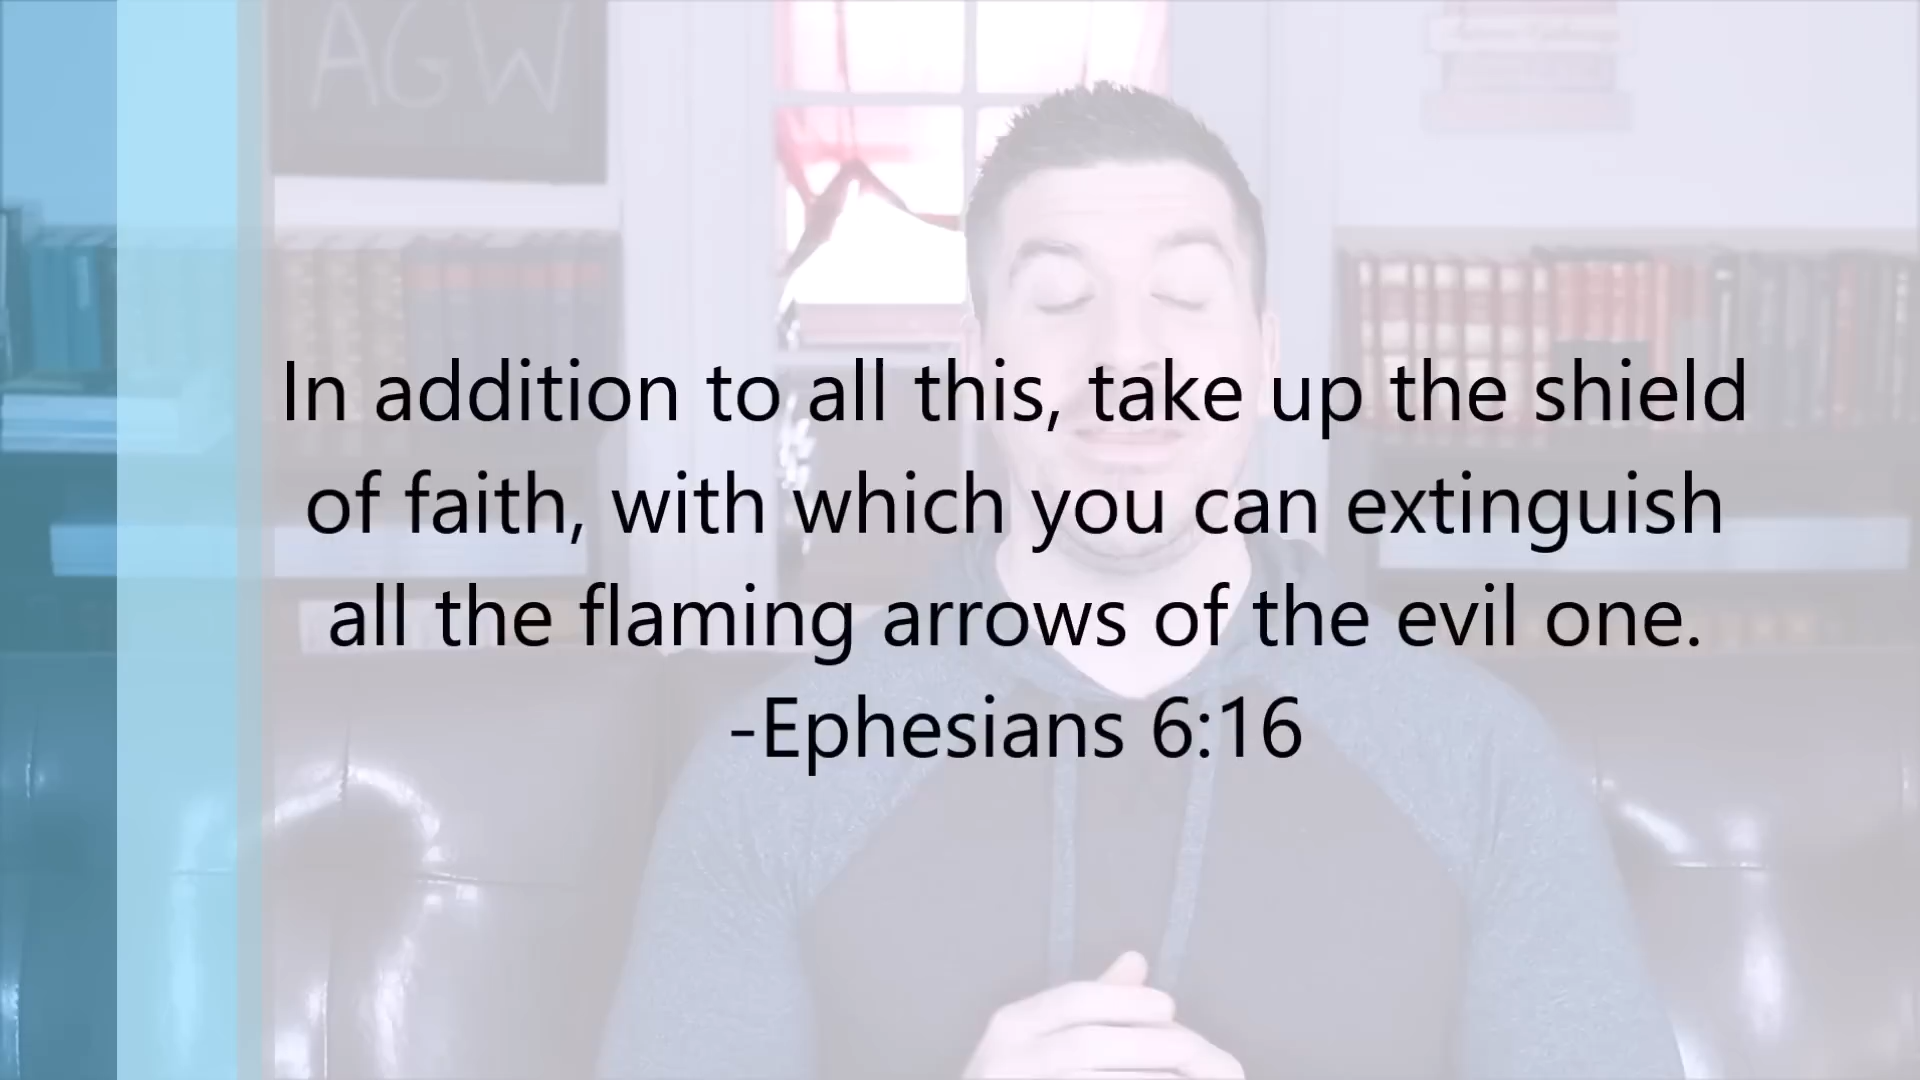 AGW
In addition to all this, take up the shield
of faith, with which you can extinguish
all the flaming arrows of the evil one.
-Ephesians 6:16